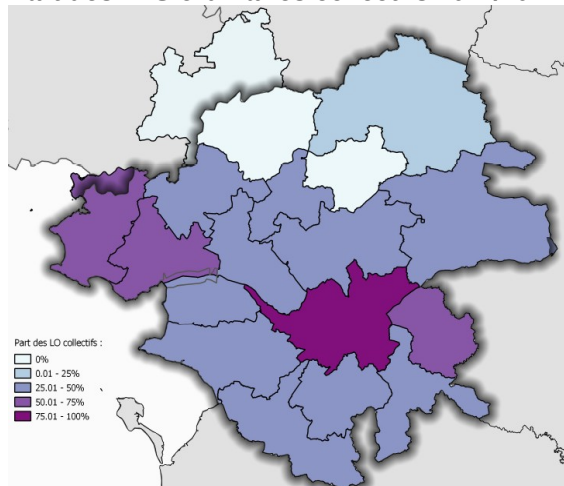 Part des LO collectifs :
0%
0.01 - 25%
25.01 - 50%
50.01 - 75%
75.01 - 100%